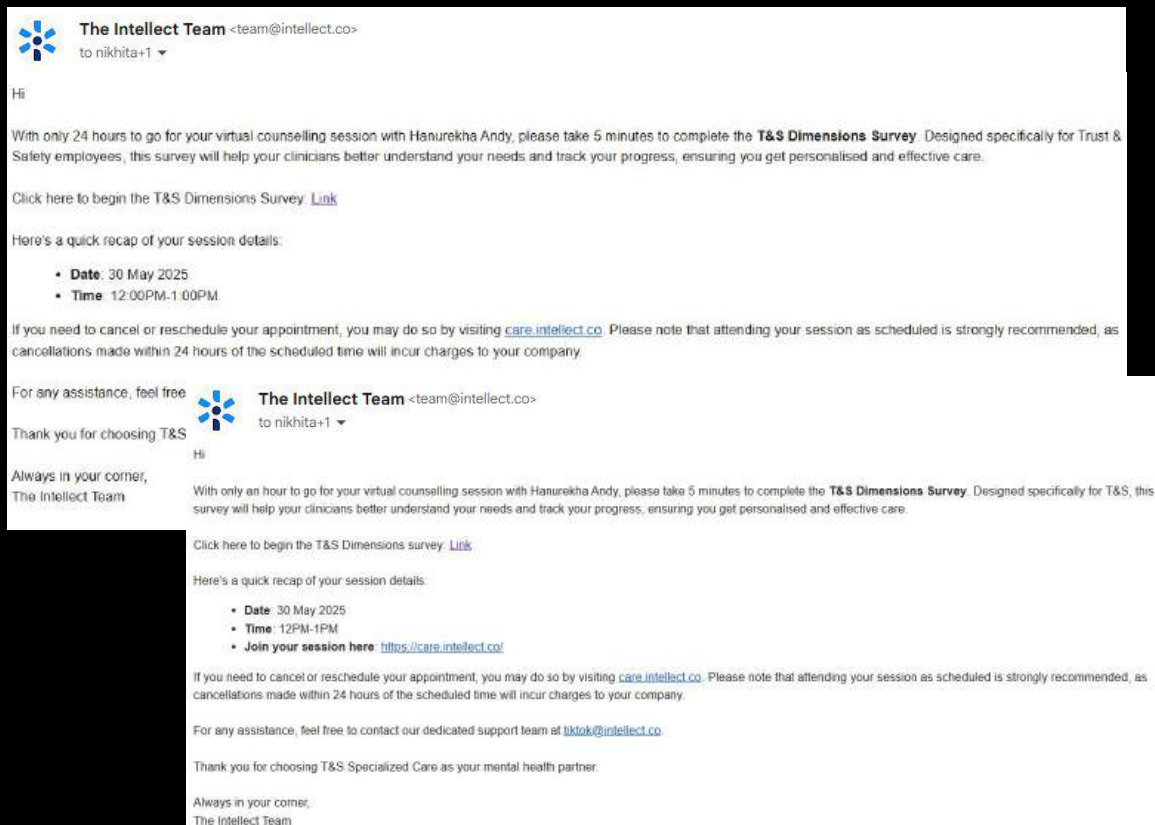 The Intellect Team <team@intellect.co>
to nikhita+1
Hi
With only 24 hours to go for your virtual counselling session with Hanurekha Andy, please take 5 minutes to complete the T&S Dimensions Survey. Designed specifically for Trust &
Safety employees, this survey will help your clinicians better understand your needs and track your progress, ensuring you get personalised and effective care.
Click here to begin the T&S Dimensions Survey: Link
Here's a quick recap of your session details:
• Date: 30 May 2025
• Time: 12:00PM-1:00PM.
If you need to cancel or reschedule your appointment, you may do so by visiting care.intellect.co. Please note that attending your session as scheduled is strongly recommended, as
cancellations made within 24 hours of the scheduled time will incur charges to your company.
For any assistance, feel free
Thank you for choosing T&S
Always in your corner,
The Intellect Team
The Intellect Team <team@intellect.co>
to nikhita+1
Hi
With only an hour to go for your virtual counselling session with Hanurekha Andy, please take 5 minutes to complete the T&S Dimensions Survey. Designed specifically for T&S, this
survey will help your clinicians better understand your needs and track your progress, ensuring you get personalised and effective care.
Click here to begin the T&S Dimensions survey: Link
Here's a quick recap of your session details:
• Date: 30 May 2025
• Time: 12PM-1PM
• Join your session here: https://care.intellect.co/
If you need to cancel or reschedule your appointment, you may do so by visiting care.intellect.co. Please note that attending your session as scheduled is strongly recommended, as
cancellations made within 24 hours of the scheduled time will incur charges to your company.
For any assistance, feel free to contact our dedicated support team at tiktok@intellect.co.
Thank you for choosing T&S Specialized Care as your mental health partner.
Always in your corner,
The Intellect Team